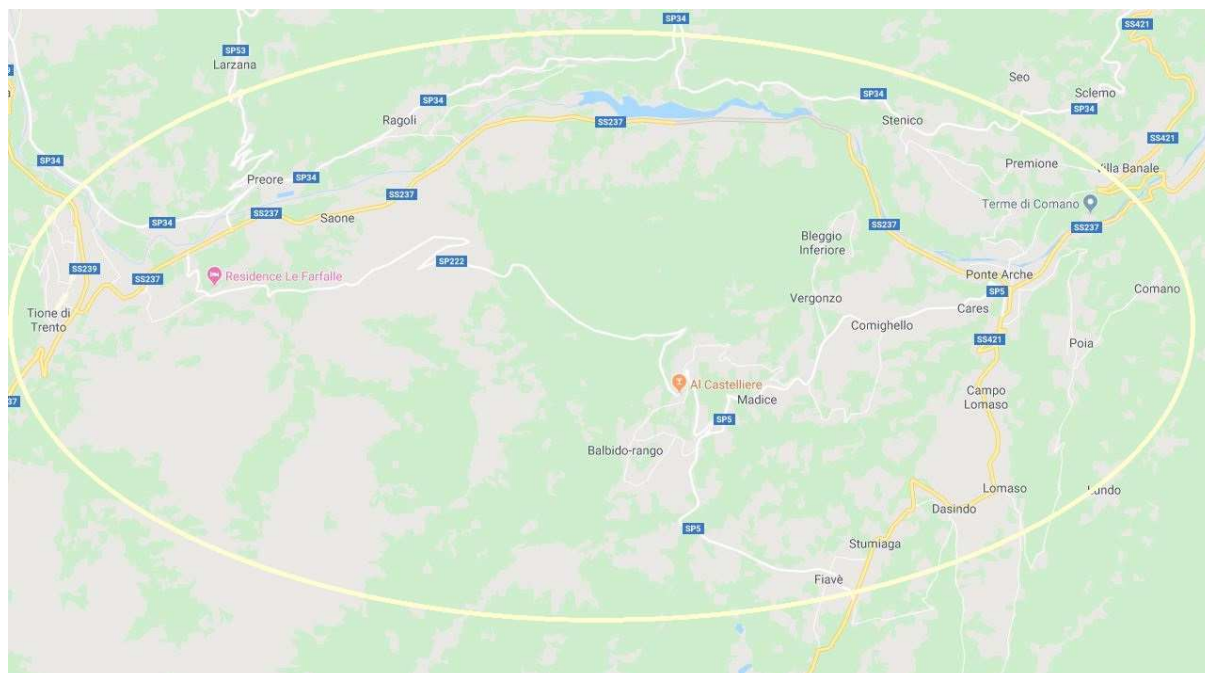 SP34
SS421
SP53
Larzana
Seo
Sclemo
SP34
SP34
SP34
Ragoli
SS237
Stenico
SS421
SP34
Premione
Villa Banale
Preore
SP34
SS237
Terme di Comano
SP34
SS237
Saone
SS237
SS237
Bleggio
Inferiore
SP222
SS239
SS237
Residence Le Farfalle
Ponte Arche
SP5
Comano
Vergonzo
Cares
Tione di
Trento
Comighello
SS421
Poia
Al Castelliere
Campo
Lomaso
Madice
37
SP5
Balbido-rango
Lomaso
Lundo
Dasindo
SP5
Stumiaga
Fiavè